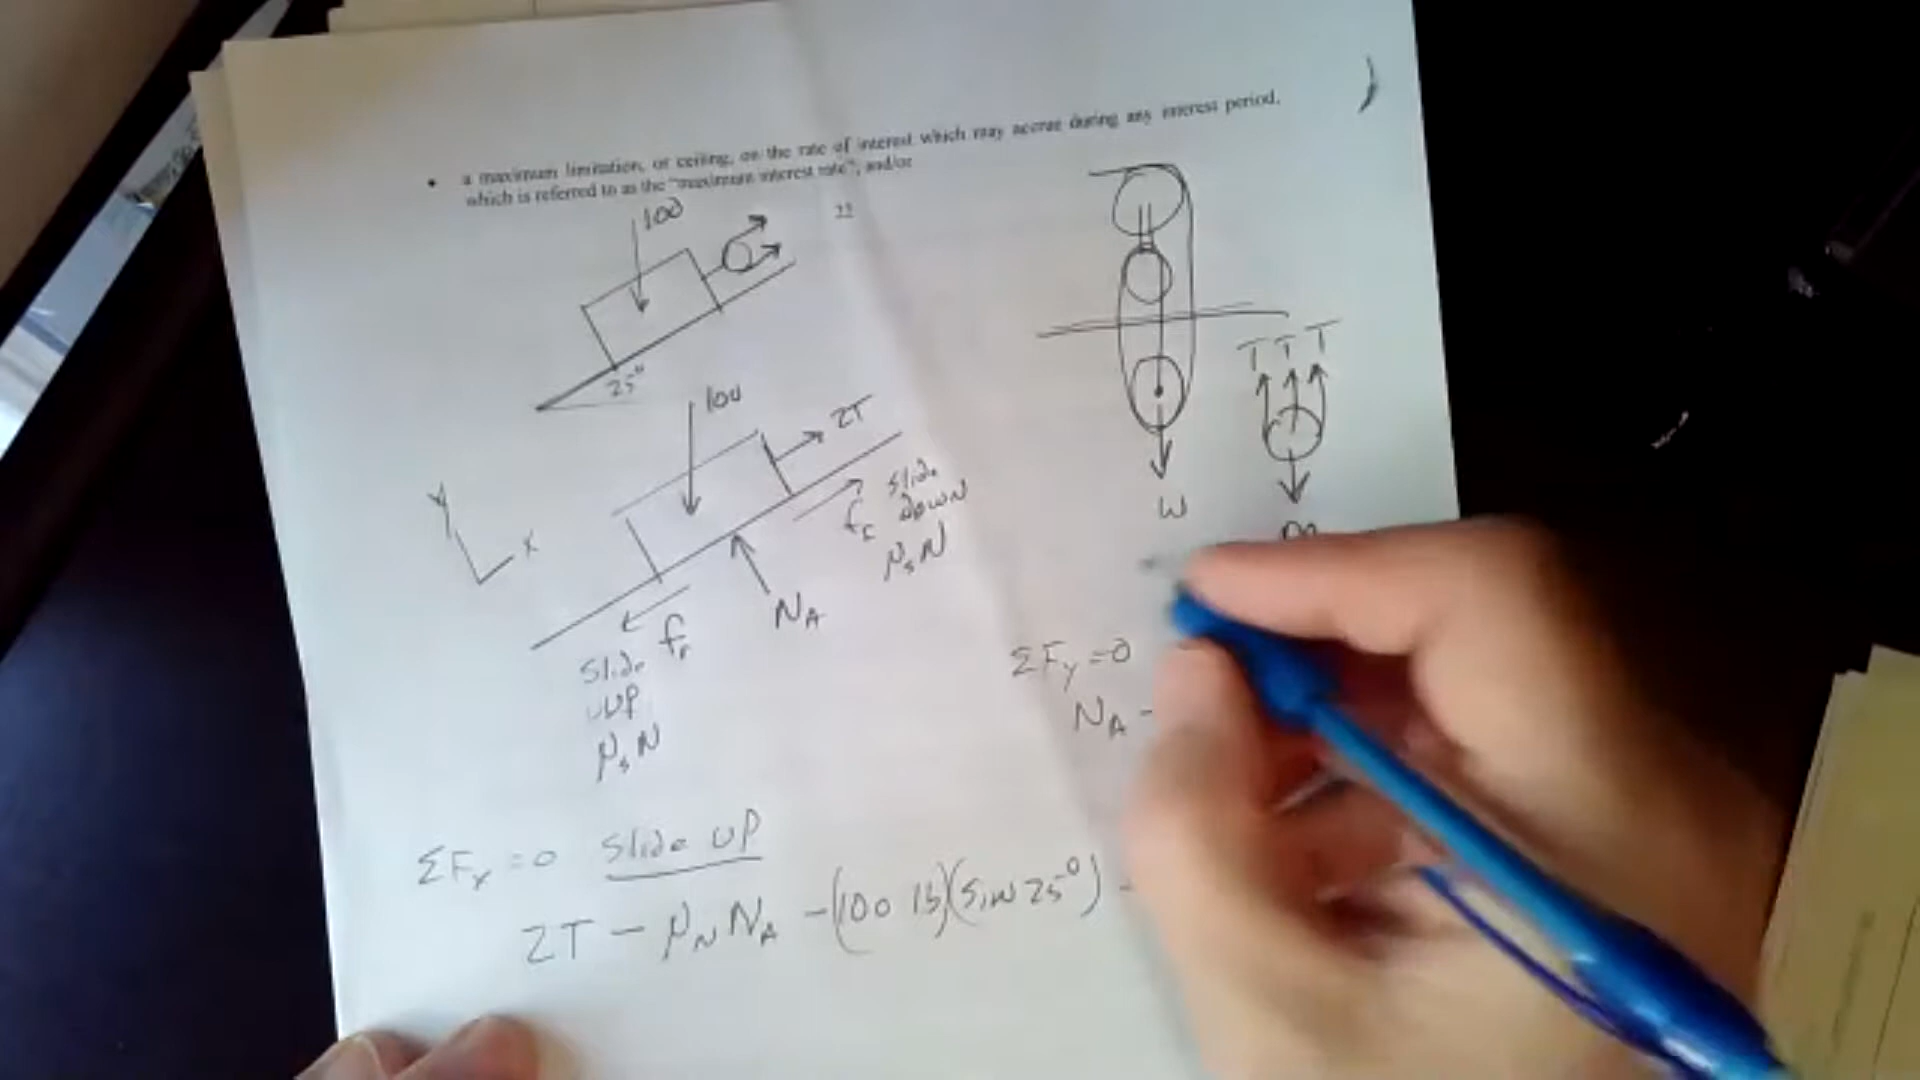 • a maximum limitation, or ceiling, on the rate of interest which may accrue during any interest period,
which is referred to as the "maximum interest rate"; and/or
22
100
25°
100
2T
y
x
fr
slide
down
μsN
NA
fr
slide
up
μsN
T T T
W
ΣFy = 0
NA -
ΣFx = 0 slide up
2T - μN NA - (100 lb)(sin 25°) -